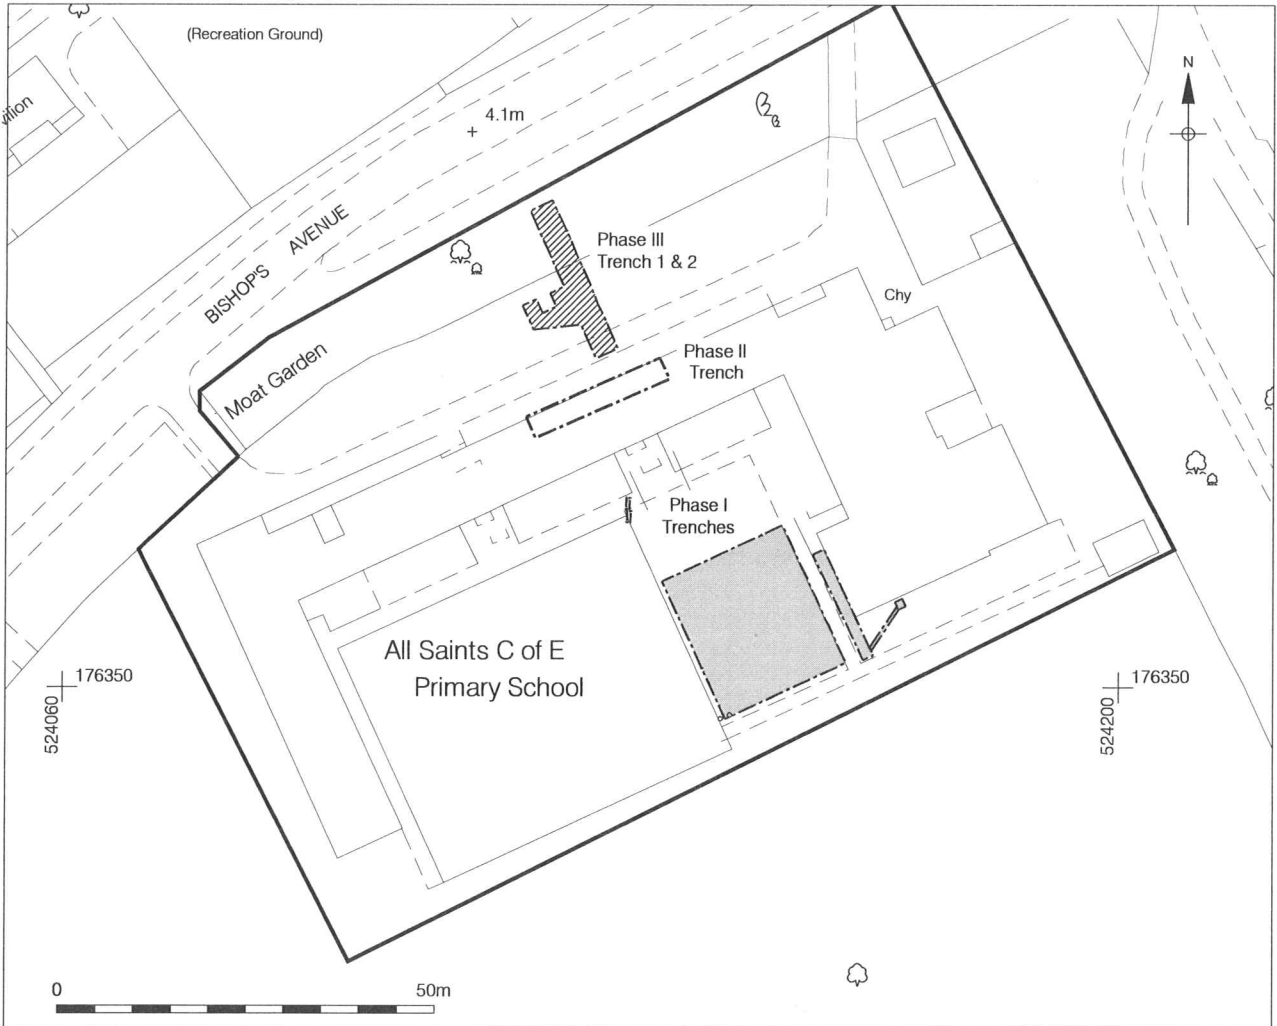 (Recreation Ground)
N
4.1m
BISHOP'S AVENUE
Phase III
Trench 1 & 2
Chy
Moat Garden
Phase II
Trench
Phase I
Trenches
All Saints C of E
Primary School
176350
524060
176350
524200
0 50m